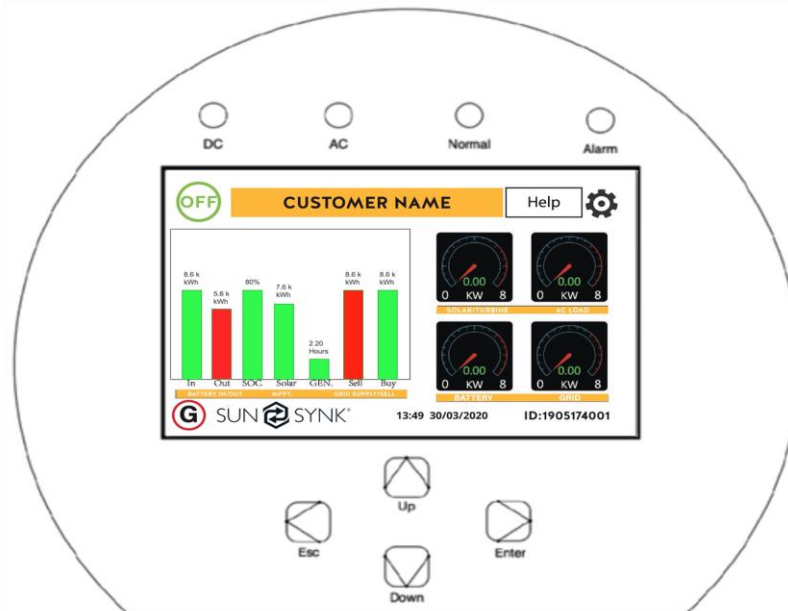 DC
AC
Normal
Alarm
OFF
CUSTOMER NAME
Help
8.6 k
kWh
5.6 k
kWh
80%
7.6 k
kWh
2.20
Hours
8.6 k
kWh
8.6 k
kWh
In Out SOC Solar GEN. Sell Buy
BATTERY IN/OUT MPPT. GRID SUPPLY/SELL
0.00
0 KW 8
SOLAR/TURBINE
0.00
0 KW 8
AC LOAD
0.00
0 KW 8
BATTERY
0.00
0 KW 8
GRID
G SUN SYNK® 13:49 30/03/2020 ID:1905174001
Up
Esc
Enter
Down